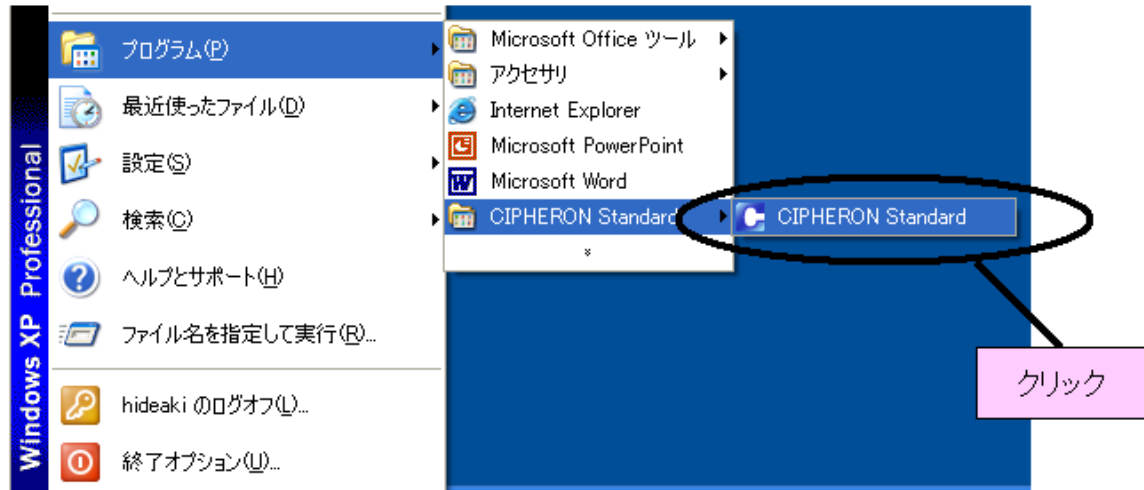 Windows XP Professional
プログラム(P)
最近使ったファイル(D)
設定(S)
検索(C)
ヘルプとサポート(H)
ファイル名を指定して実行(R)...
hideaki のログオフ(L)...
終了オプション(U)...
Microsoft Office ツール
アクセサリ
Internet Explorer
Microsoft PowerPoint
Microsoft Word
CIPHERON Standard
CIPHERON Standard
クリック